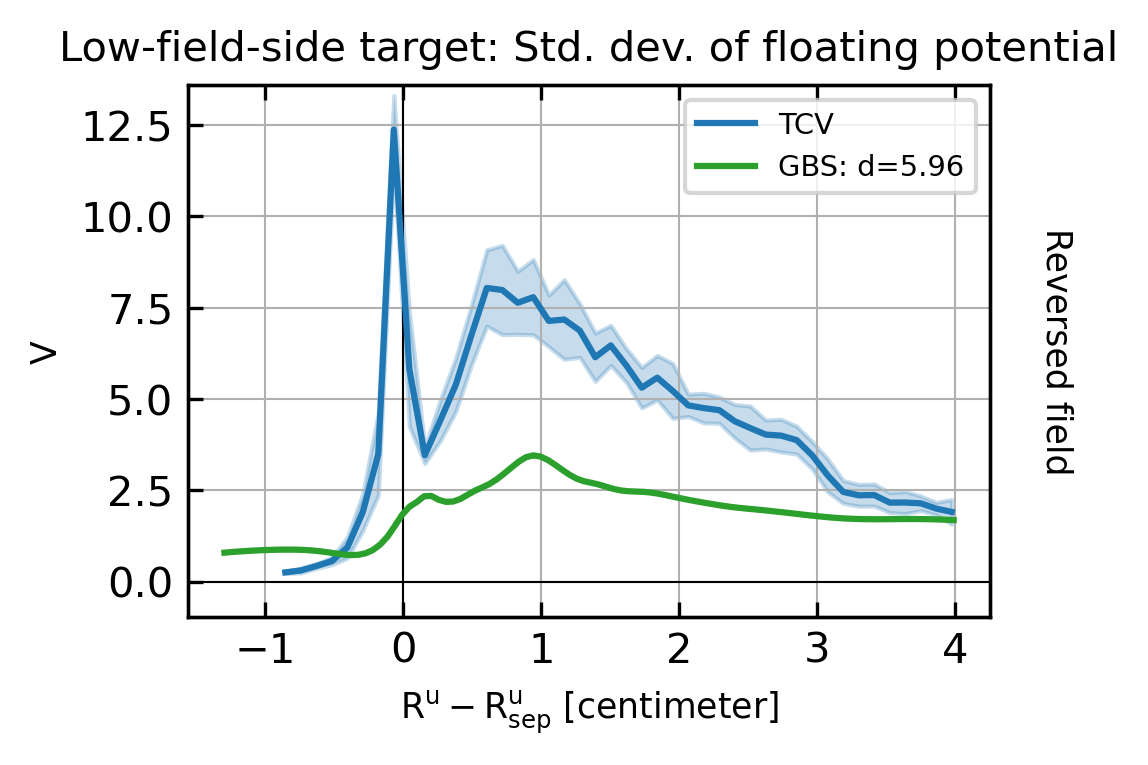 Low-field-side target: Std. dev. of floating potential
TCV
GBS: d=5.96
12.5
10.0
7.5
5.0
2.5
0.0
V
Reversed field
−1 0 1 2 3 4
Rᵘ − Rᵘsep [centimeter]